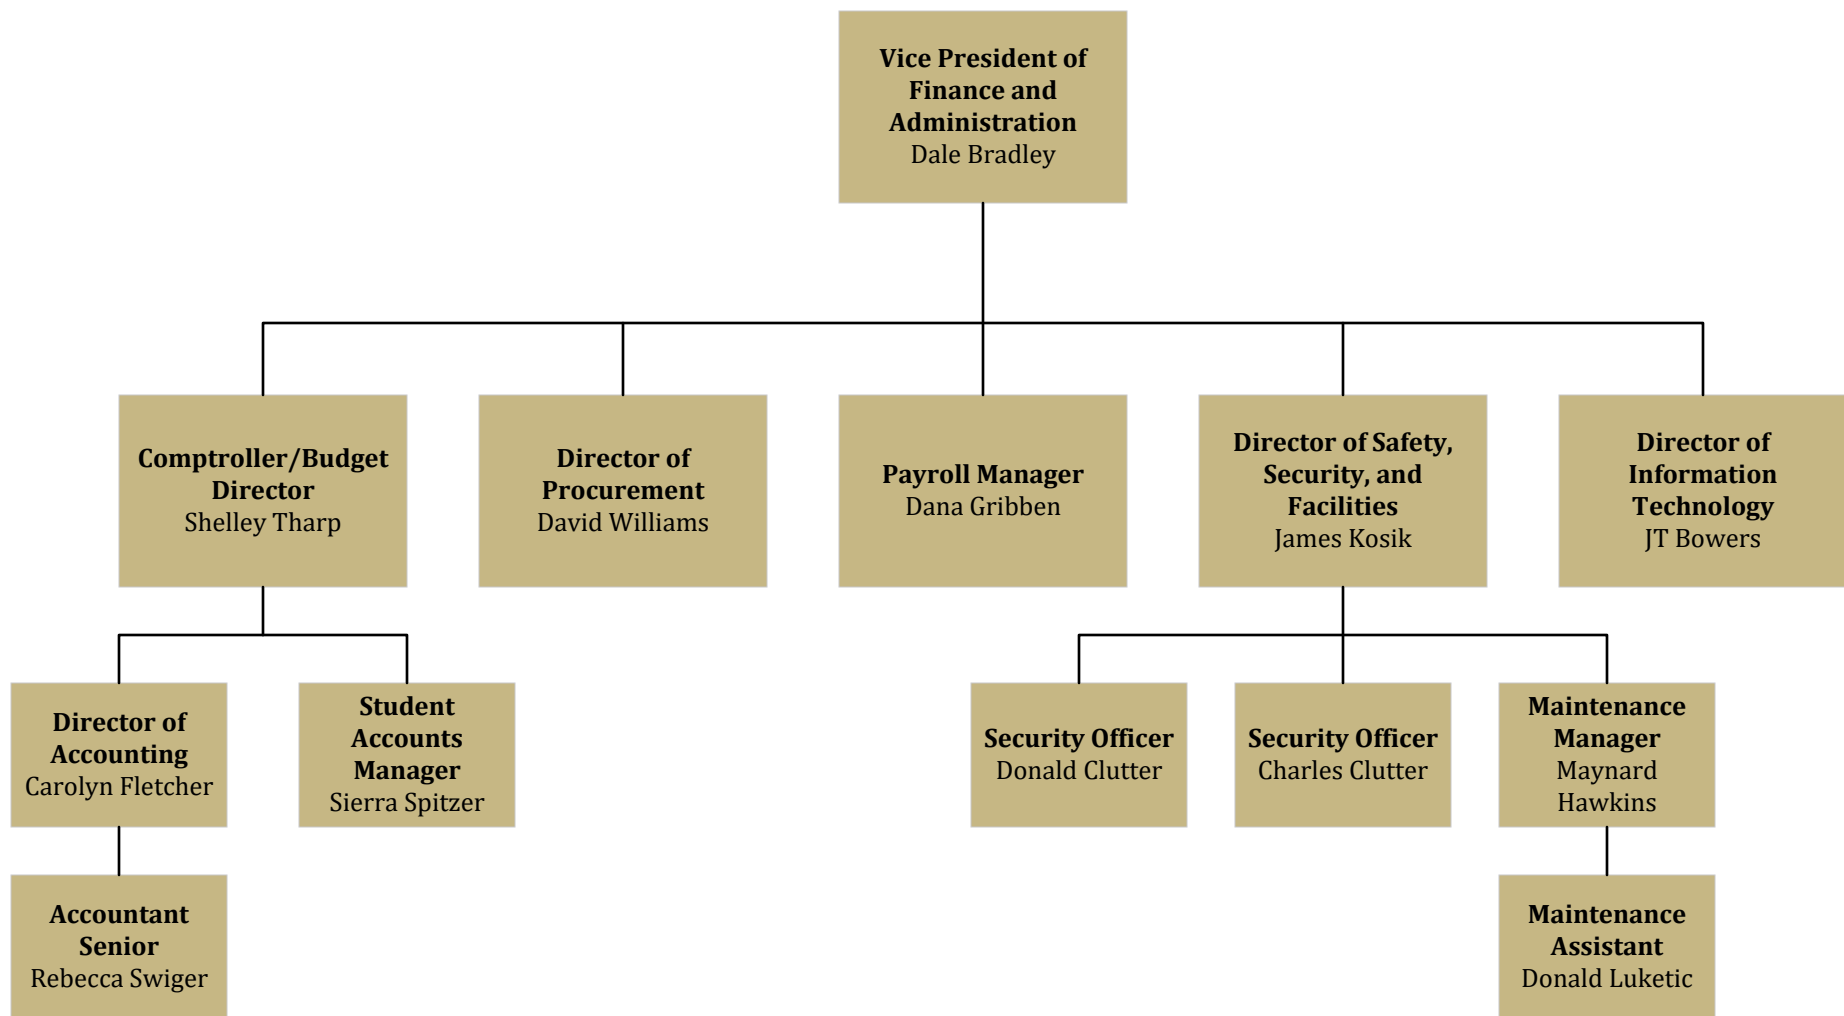 Vice President of
Finance and
Administration
Dale Bradley
Comptroller/Budget
Director
Shelley Tharp
Director of
Procurement
David Williams
Payroll Manager
Dana Gribben
Director of Safety,
Security, and
Facilities
James Kosik
Director of
Information
Technology
JT Bowers
Director of
Accounting
Carolyn Fletcher
Student
Accounts
Manager
Sierra Spitzer
Security Officer
Donald Clutter
Security Officer
Charles Clutter
Maintenance
Manager
Maynard
Hawkins
Accountant
Senior
Rebecca Swiger
Maintenance
Assistant
Donald Luketic